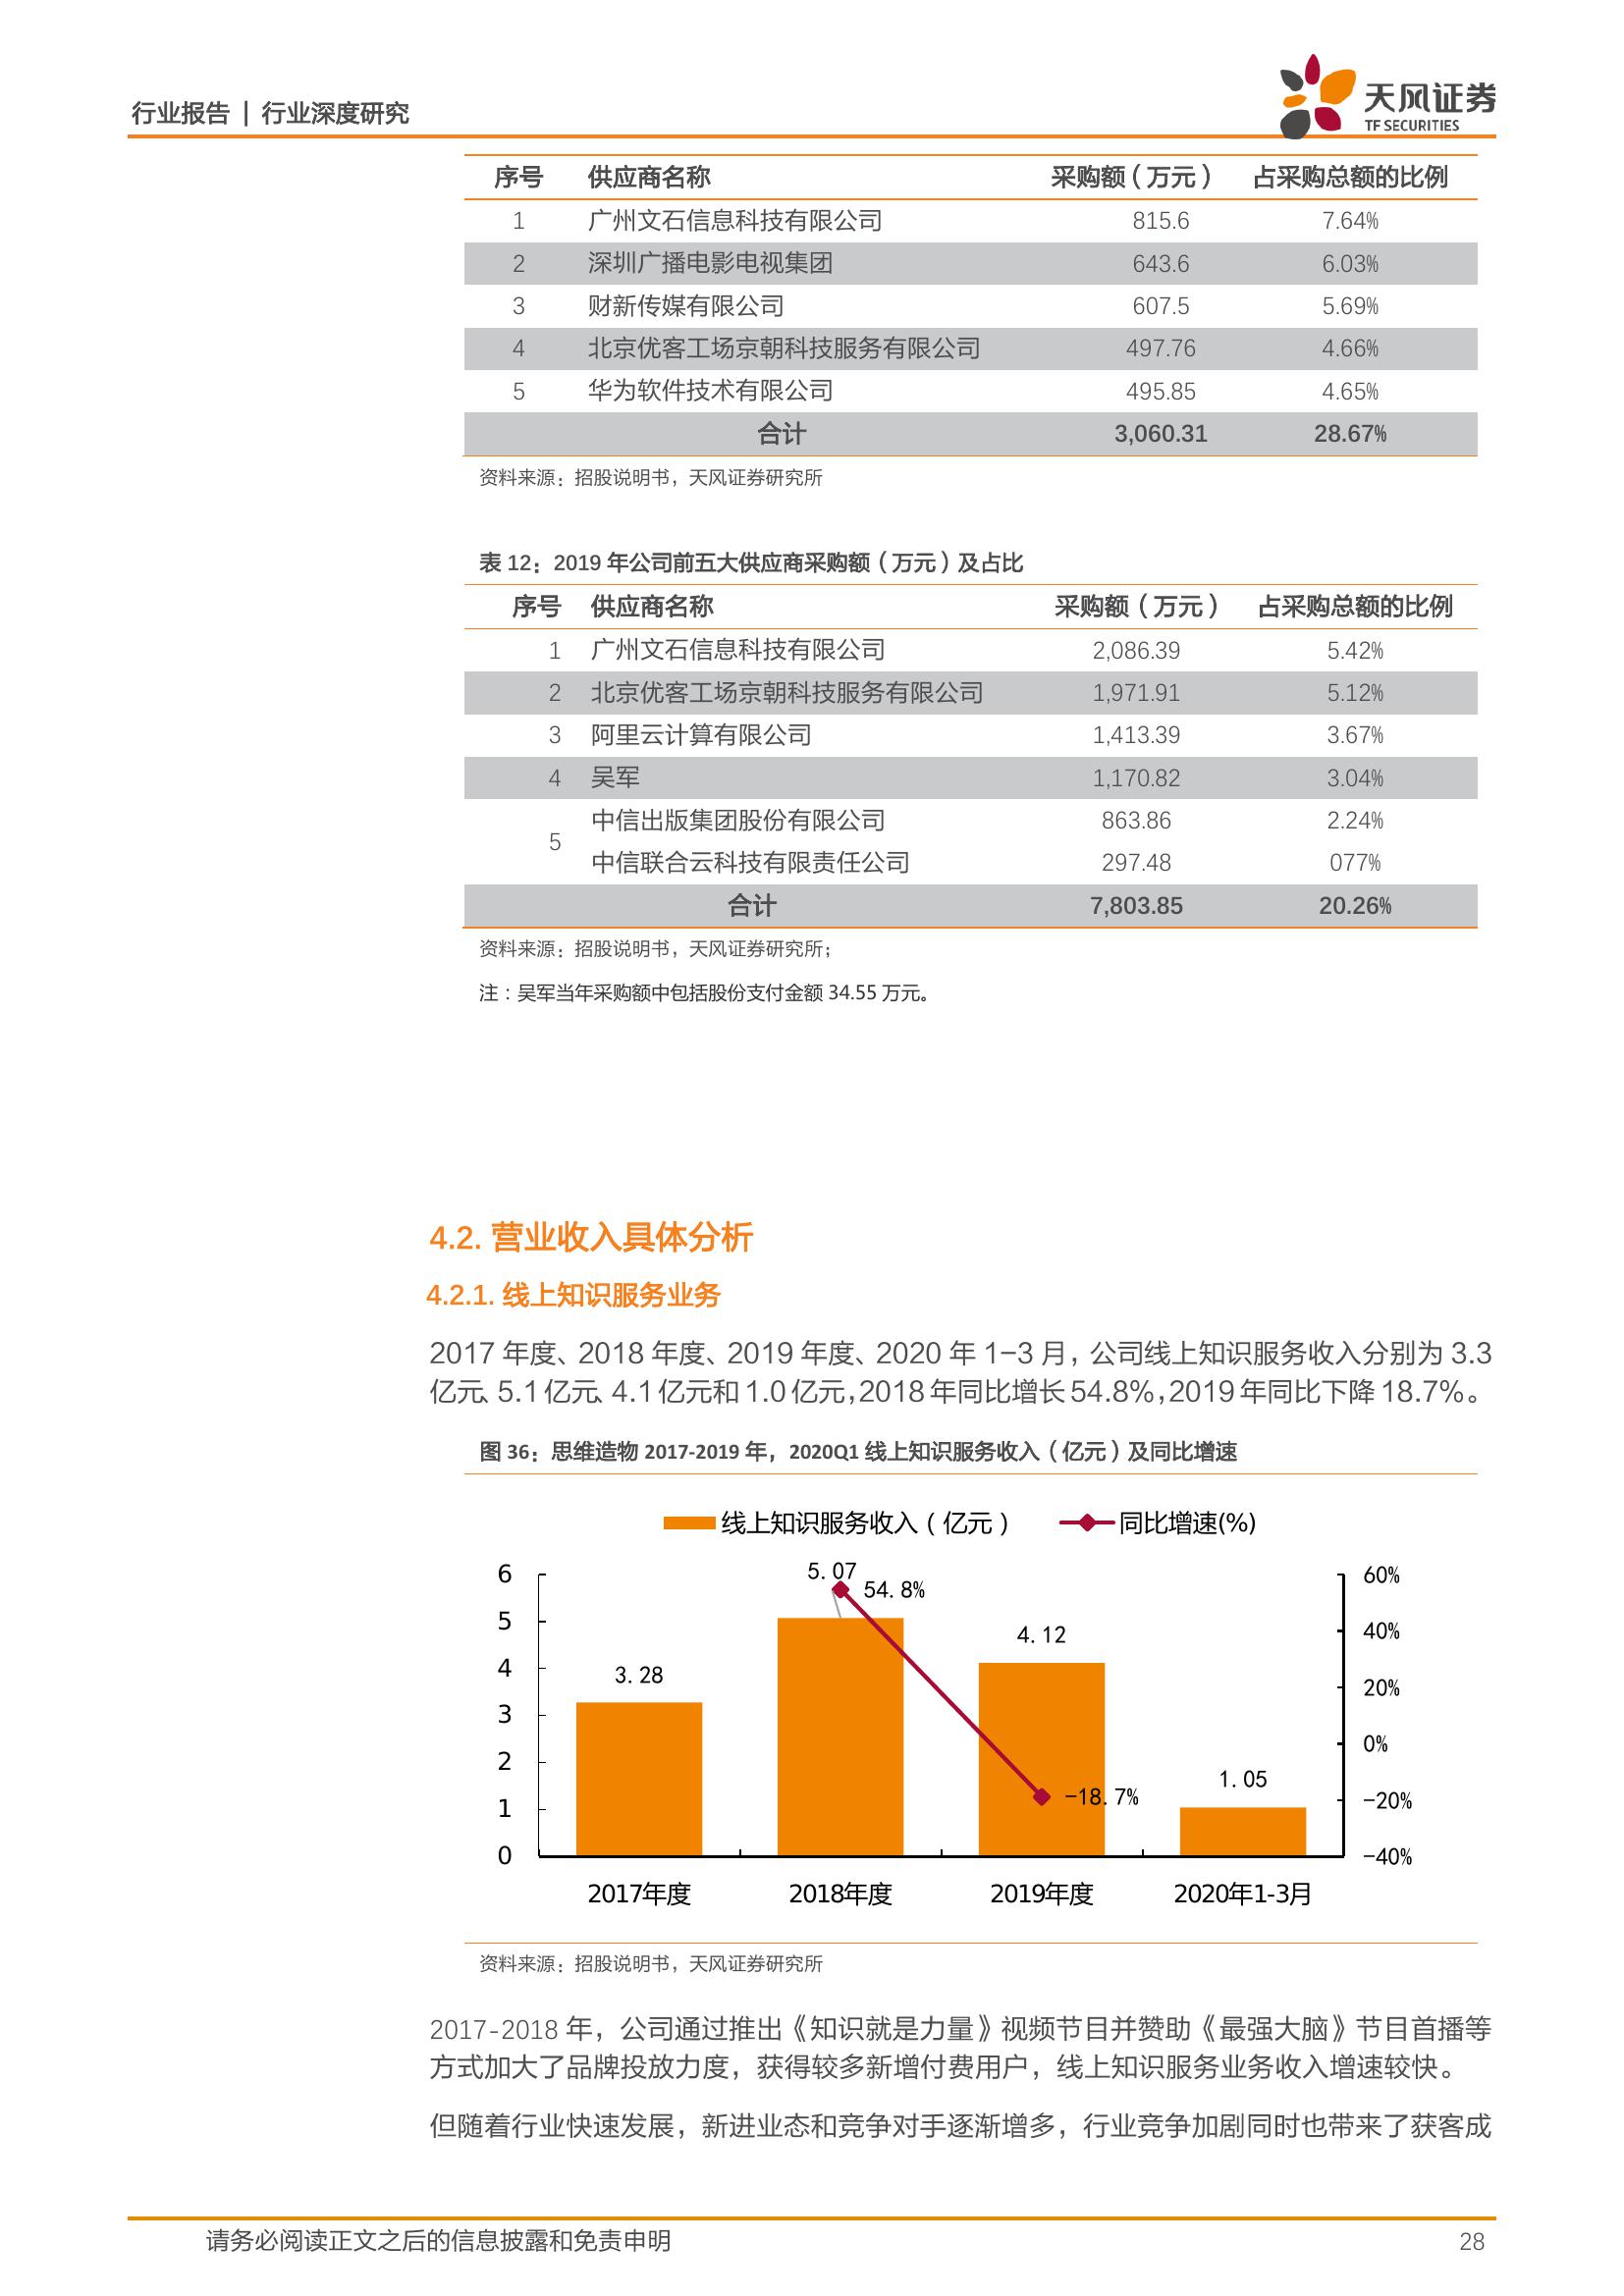 行业报告 | 行业深度研究
天风证券
TF SECURITIES
序号 供应商名称 采购额（万元） 占采购总额的比例
1 广州文石信息科技有限公司 815.6 7.64%
2 深圳广播电影电视集团 643.6 6.03%
3 财新传媒有限公司 607.5 5.69%
4 北京优客工场京朝科技服务有限公司 497.76 4.66%
5 华为软件技术有限公司 495.85 4.65%
合计 3,060.31 28.67%
资料来源：招股说明书，天风证券研究所
表 12：2019 年公司前五大供应商采购额（万元）及占比
序号 供应商名称 采购额（万元） 占采购总额的比例
1 广州文石信息科技有限公司 2,086.39 5.42%
2 北京优客工场京朝科技服务有限公司 1,971.91 5.12%
3 阿里云计算有限公司 1,413.39 3.67%
4 吴军 1,170.82 3.04%
5 中信出版集团股份有限公司 863.86 2.24%
中信联合云科技有限责任公司 297.48 077%
合计 7,803.85 20.26%
资料来源：招股说明书，天风证券研究所；
注：吴军当年采购额中包括股份支付金额 34.55 万元。
4.2. 营业收入具体分析
4.2.1. 线上知识服务业务
2017 年度、2018 年度、2019 年度、2020 年 1-3 月，公司线上知识服务收入分别为 3.3
亿元、5.1 亿元、4.1 亿元和 1.0 亿元，2018 年同比增长 54.8%，2019 年同比下降 18.7%。
图 36：思维造物 2017-2019 年，2020Q1 线上知识服务收入（亿元）及同比增速
线上知识服务收入（亿元） 同比增速(%)
6 5.07 60%
54.8%
5 4.12 40%
4 3.28 20%
3 0%
2 1.05
1 -18.7% -20%
0 -40%
2017年度 2018年度 2019年度 2020年1-3月
资料来源：招股说明书，天风证券研究所
2017-2018 年，公司通过推出《知识就是力量》视频节目并赞助《最强大脑》节目首播等
方式加大了品牌投放力度，获得较多新增付费用户，线上知识服务业务收入增速较快。
但随着行业快速发展，新进业态和竞争对手逐渐增多，行业竞争加剧同时也带来了获客成
请务必阅读正文之后的信息披露和免责申明 28